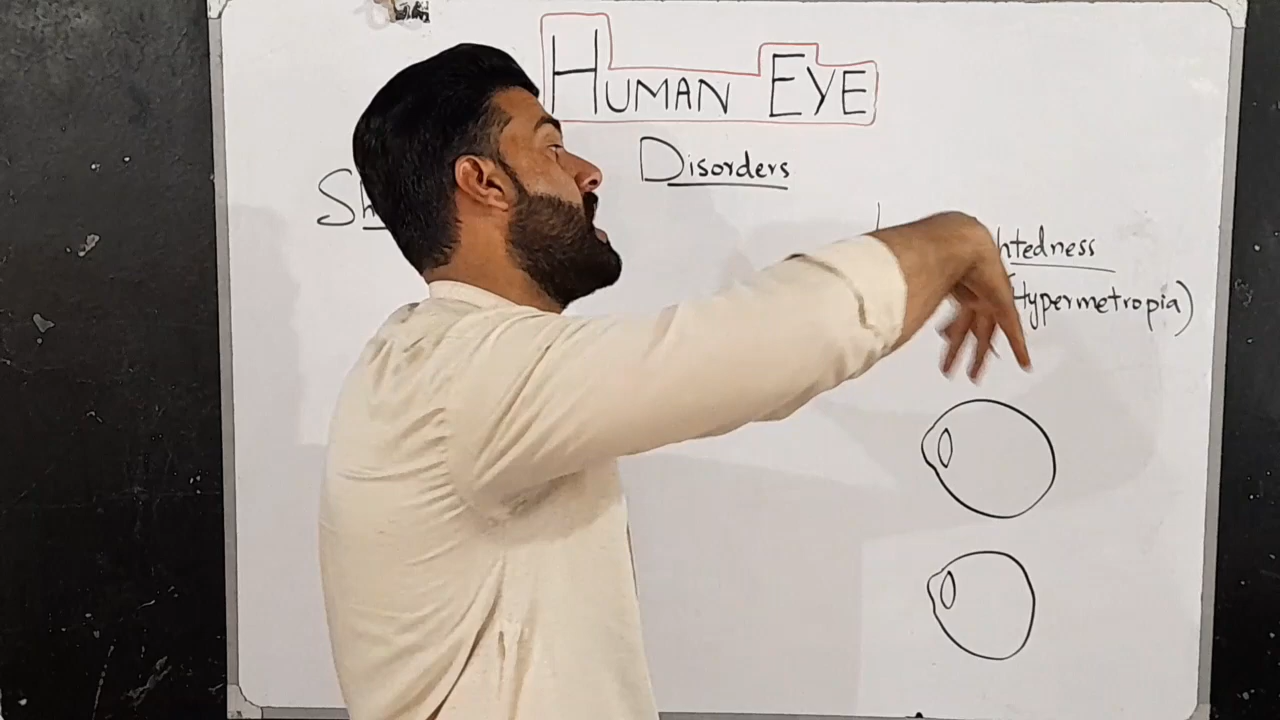 HUMAN EYE
Disorders
Sh
htedness
(Hypermetropia)